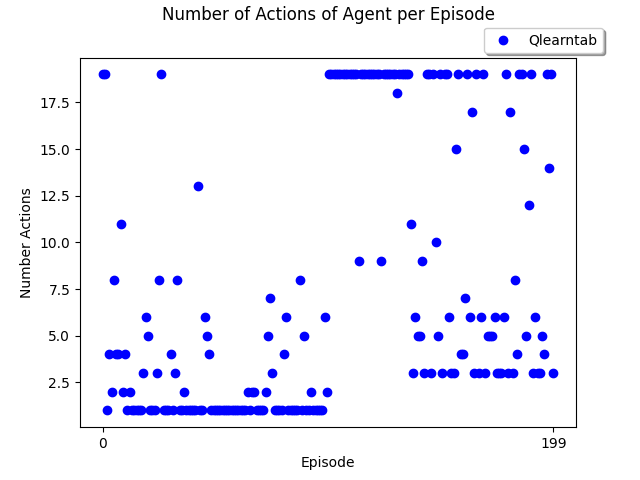 Number of Actions of Agent per Episode
Qlearntab
17.5
15.0
12.5
10.0
7.5
5.0
2.5
Number Actions
0
199
Episode